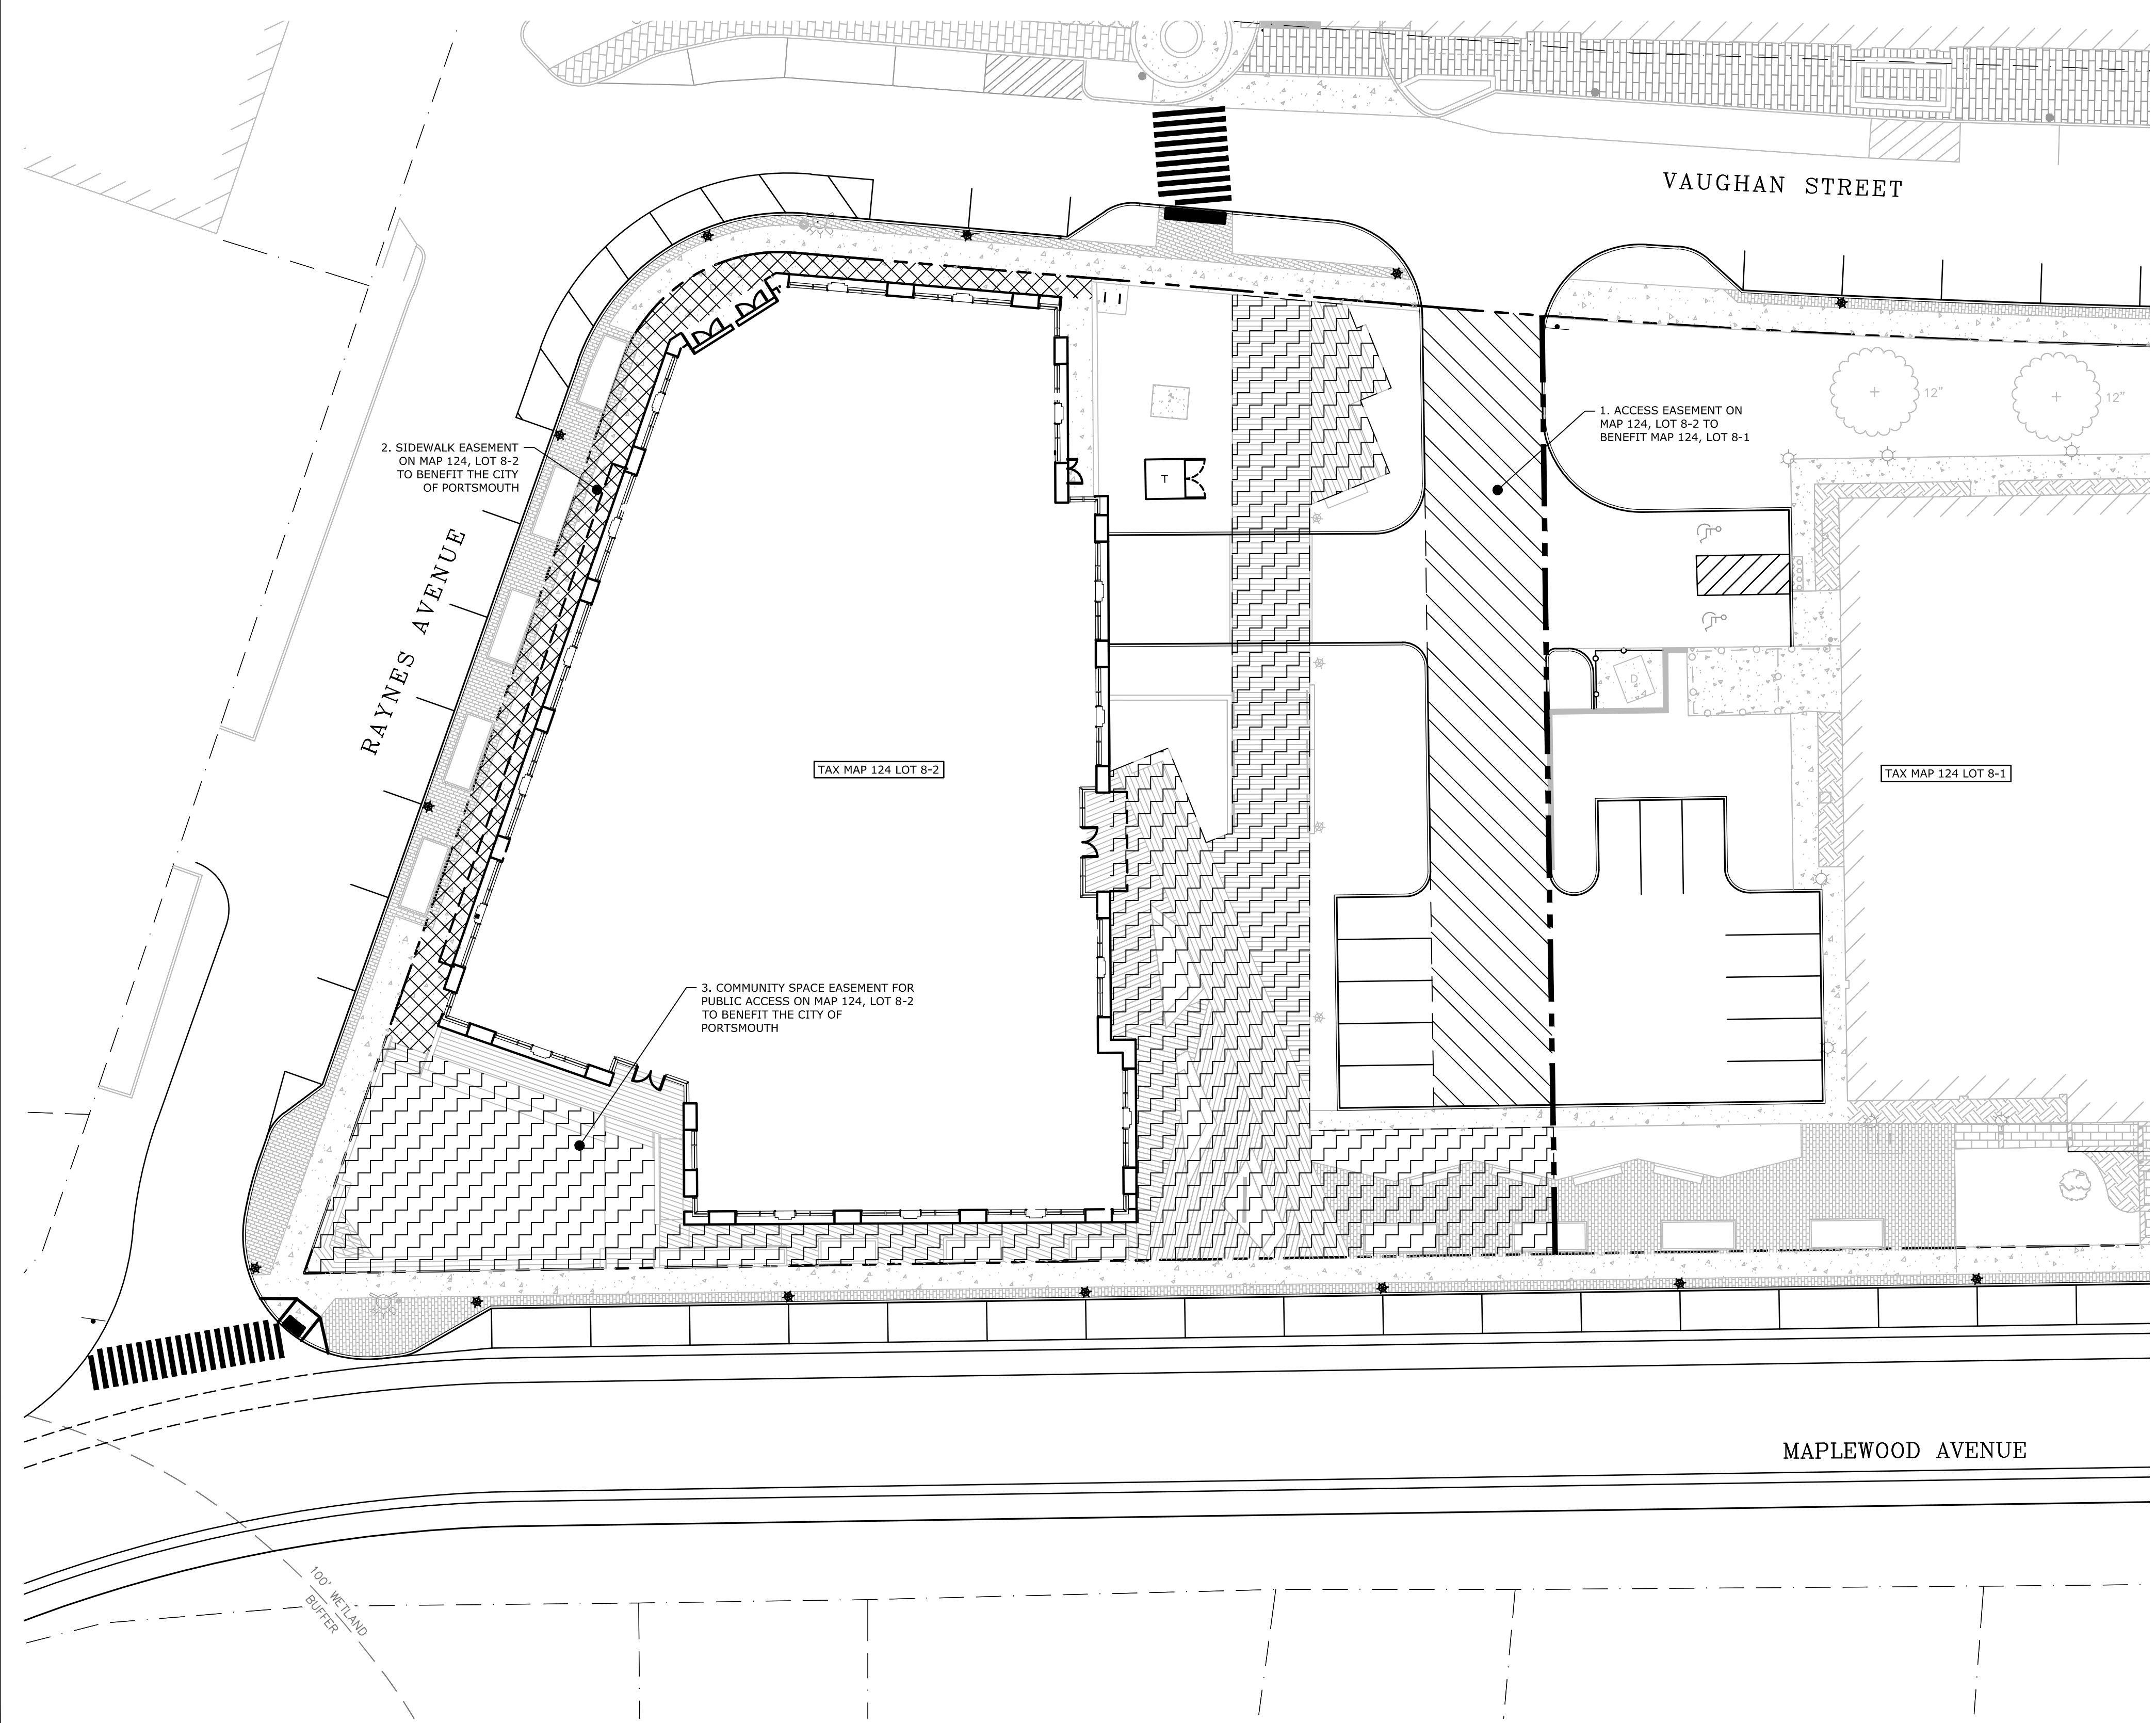 VAUGHAN STREET
12"
12"
1. ACCESS EASEMENT ON
MAP 124, LOT 8-2 TO
BENEFIT MAP 124, LOT 8-1
2. SIDEWALK EASEMENT
ON MAP 124, LOT 8-2
TO BENEFIT THE CITY
OF PORTSMOUTH
T
RAYNES AVENUE
D
TAX MAP 124 LOT 8-2
TAX MAP 124 LOT 8-1
3. COMMUNITY SPACE EASEMENT FOR
PUBLIC ACCESS ON MAP 124, LOT 8-2
TO BENEFIT THE CITY OF
PORTSMOUTH
MAPLEWOOD AVENUE
100' WETLAND
BUFFER